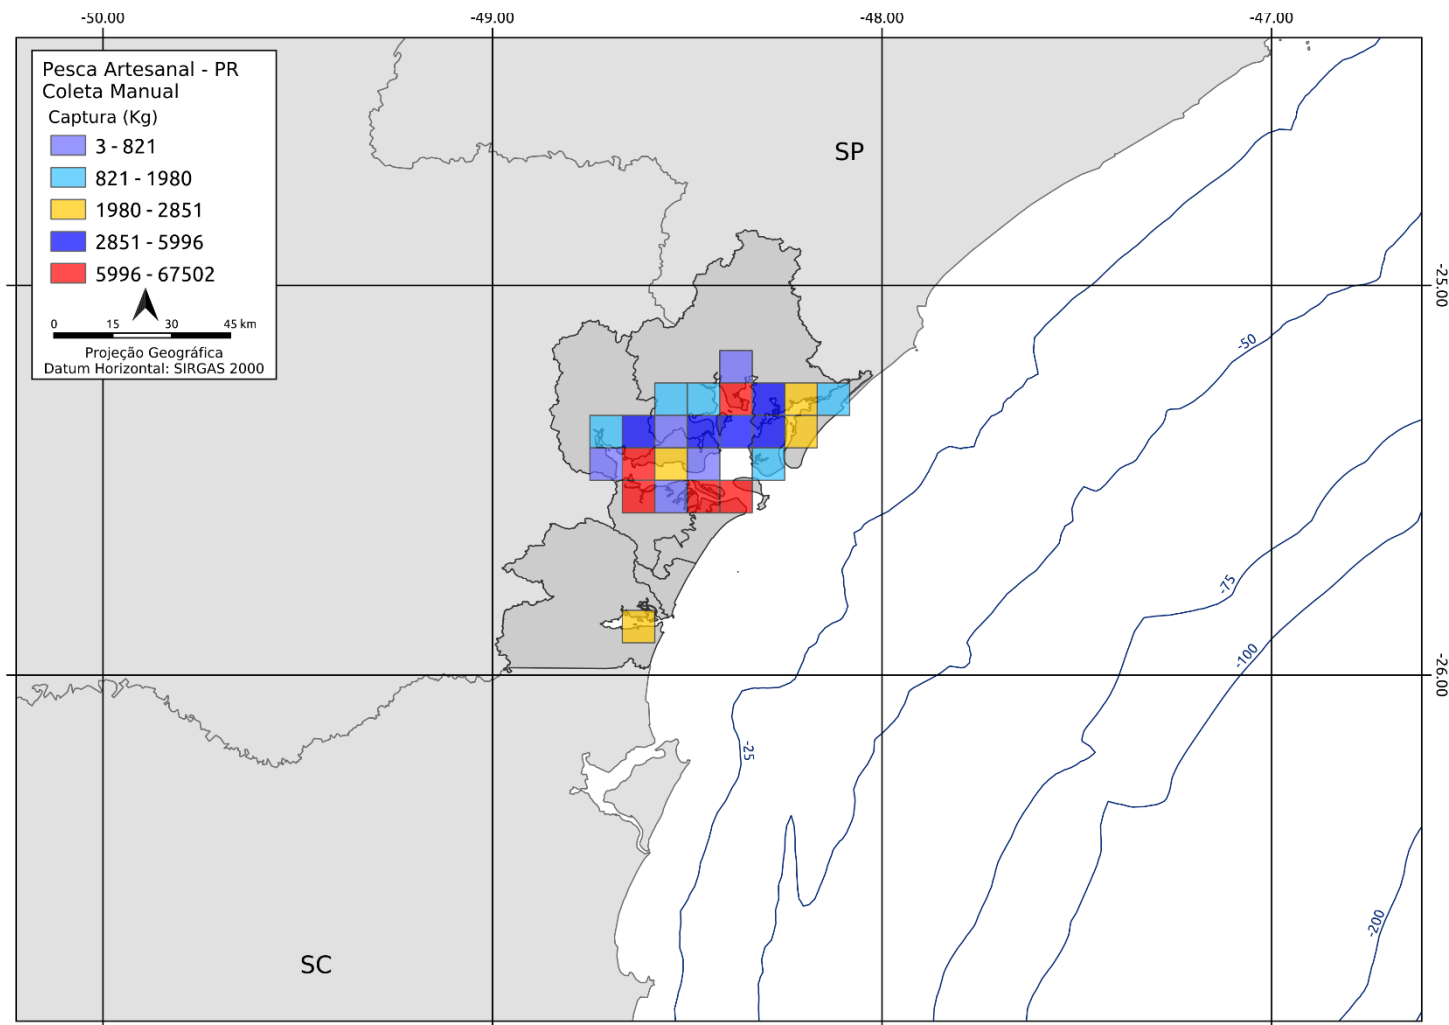 -50.00
-49.00
-48.00
-47.00
Pesca Artesanal - PR
Coleta Manual
Captura (Kg)
3 - 821
821 - 1980
1980 - 2851
2851 - 5996
5996 - 67502
0 15 30 45 km
Projeção Geográfica
Datum Horizontal: SIRGAS 2000
SP
-25.00
-50
-75
-100
-26.00
-25
-200
SC